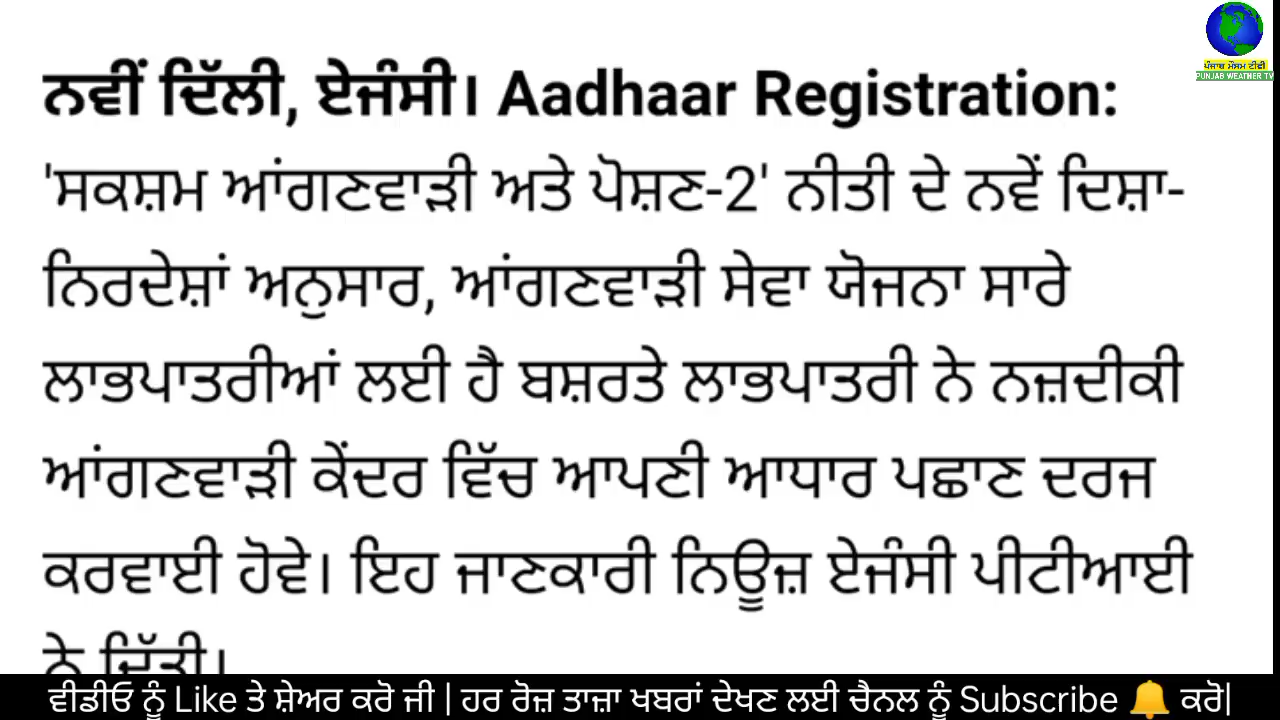 ਪੰਜਾਬ ਮੌਸਮ ਟੀਵੀ
PUNJAB WEATHER TV
ਨਵੀਂ ਦਿੱਲੀ, ਏਜੰਸੀ। Aadhaar Registration:
'ਸਕਸ਼ਮ ਆਂਗਣਵਾੜੀ ਅਤੇ ਪੋਸ਼ਣ-2' ਨੀਤੀ ਦੇ ਨਵੇਂ ਦਿਸ਼ਾ-
ਨਿਰਦੇਸ਼ਾਂ ਅਨੁਸਾਰ, ਆਂਗਣਵਾੜੀ ਸੇਵਾ ਯੋਜਨਾ ਸਾਰੇ
ਲਾਭਪਾਤਰੀਆਂ ਲਈ ਹੈ ਬਸ਼ਰਤੇ ਲਾਭਪਾਤਰੀ ਨੇ ਨਜ਼ਦੀਕੀ
ਆਂਗਣਵਾੜੀ ਕੇਂਦਰ ਵਿੱਚ ਆਪਣੀ ਆਧਾਰ ਪਛਾਣ ਦਰਜ
ਕਰਵਾਈ ਹੋਵੇ। ਇਹ ਜਾਣਕਾਰੀ ਨਿਊਜ਼ ਏਜੰਸੀ ਪੀਟੀਆਈ
ਨੇ ਦਿੱਤੀ।
ਵੀਡੀਓ ਨੂੰ Like ਤੇ ਸ਼ੇਅਰ ਕਰੋ ਜੀ | ਹਰ ਰੋਜ਼ ਤਾਜ਼ਾ ਖਬਰਾਂ ਦੇਖਣ ਲਈ ਚੈਨਲ ਨੂੰ Subscribe 🔔 ਕਰੋ|